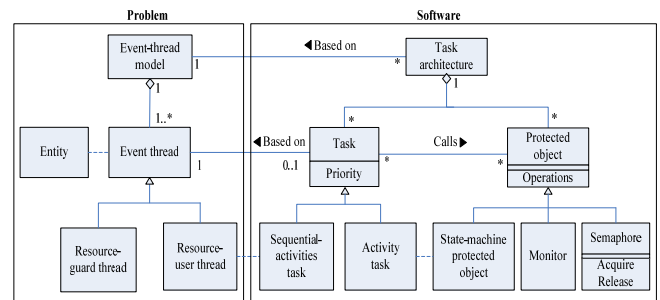 Problem
Software
Event-thread
model
1
◄Based on
*
Task
architecture
1
1
1..*
*
*
Entity
Event thread
1
◄Based on
0..1
Task
Priority
*
Calls►
*
Protected
object
Operations
Resource-
guard thread
Resource-
user thread
Sequential-
activities
task
Activity
task
State-machine
protected
object
Monitor
Semaphore
Acquire
Release